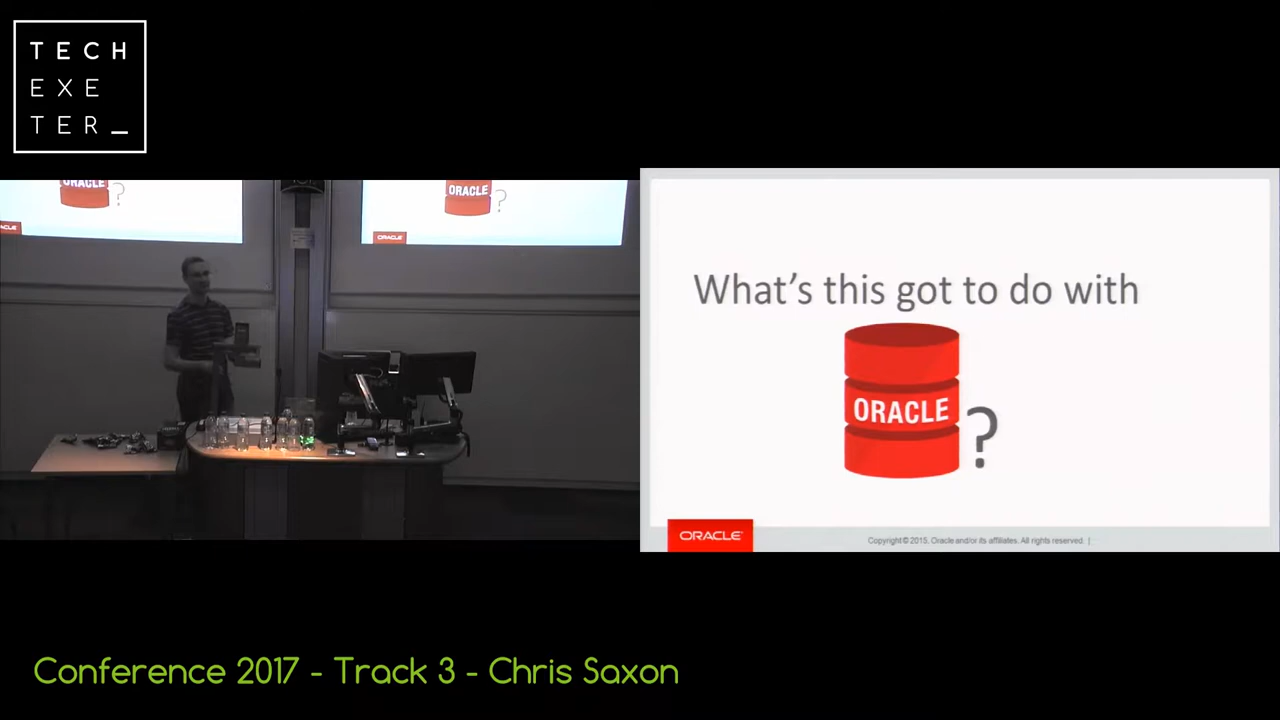 TECH
EXE
TER_
ORACLE ?
ORACLE ?
ACLE
ORACLE
What's this got to do with
ORACLE ?
ORACLE
Copyright © 2015, Oracle and/or its affiliates. All rights reserved. |
Conference 2017 - Track 3 - Chris Saxon